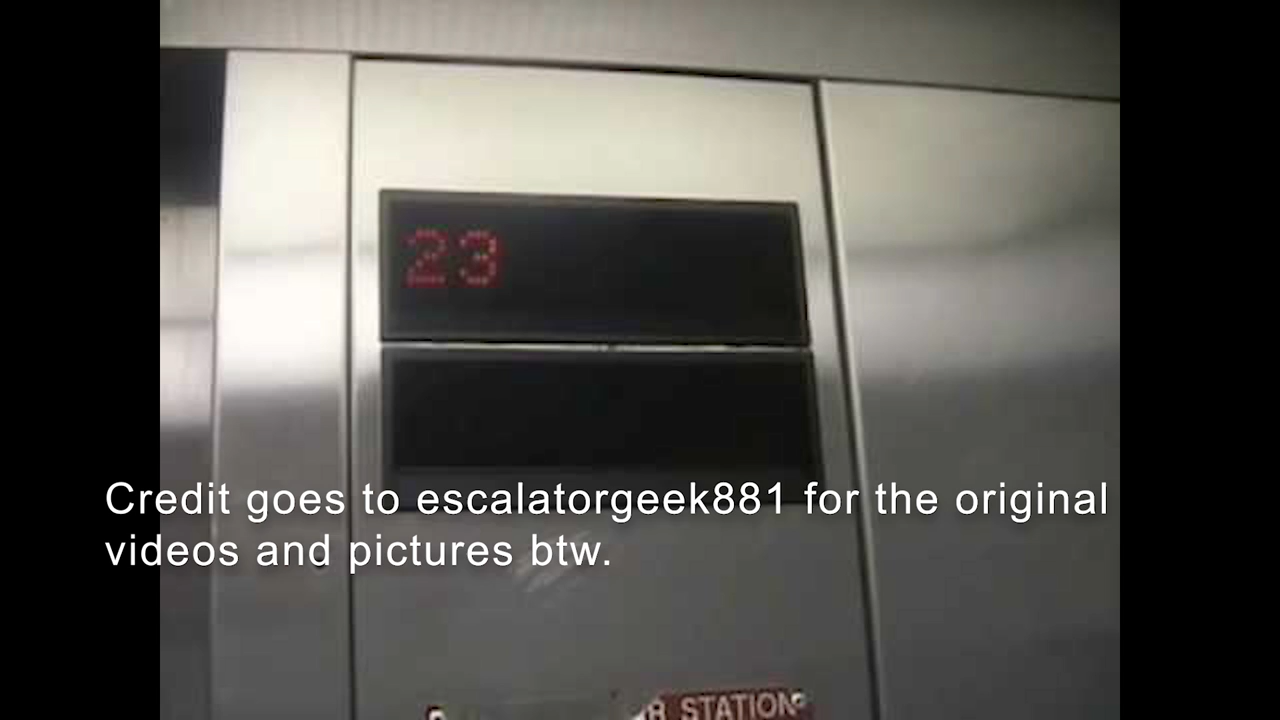 23
Credit goes to escalatorgeek881 for the original
videos and pictures btw.
STATION